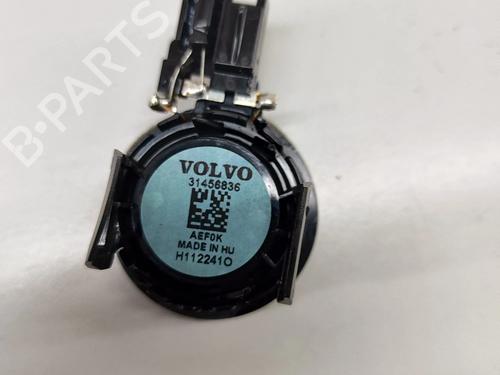 B-PARTS
VOLVO
31456836
AEF0K
MADE IN HU
H112241O